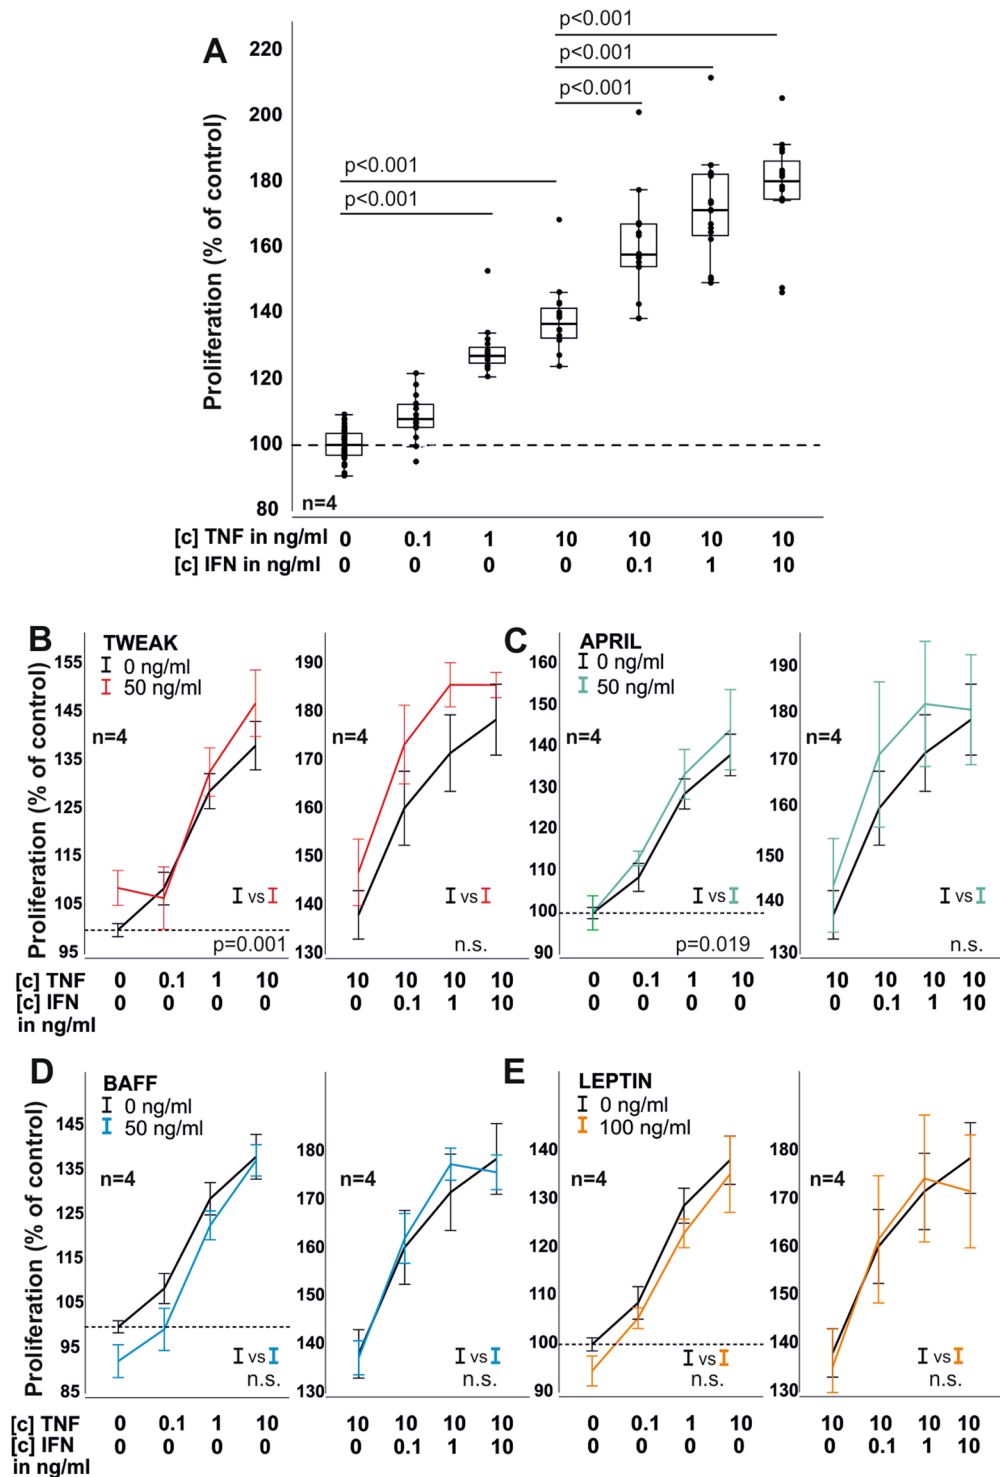 A
Proliferation (% of control)
220
200
180
160
140
120
100
80
p<0.001
p<0.001
p<0.001
p<0.001
p<0.001
n=4
[c] TNF in ng/ml 0 0.1 1 10 10 10 10
[c] IFN in ng/ml 0 0 0 0 0.1 1 10
B
TWEAK
0 ng/ml
50 ng/ml
Proliferation (% of control)
155
145
135
125
115
105
95
n=4
I vs I
p=0.001
190
180
170
160
150
140
130
n=4
I vs I
n.s.
[c] TNF 0 0.1 1 10 10 10 10 10
[c] IFN 0 0 0 0 0 0.1 1 10
in ng/ml
C
APRIL
0 ng/ml
50 ng/ml
160
150
140
130
120
110
100
90
n=4
I vs I
p=0.019
190
180
170
160
150
140
130
n=4
I vs I
n.s.
0 0.1 1 10 10 10 10 10
0 0 0 0 0 0.1 1 10
D
BAFF
0 ng/ml
50 ng/ml
Proliferation (% of control)
145
135
125
115
105
95
85
n=4
I vs I
n.s.
180
170
160
150
140
130
I vs I
n.s.
[c] TNF 0 0.1 1 10 10 10 10 10
[c] IFN 0 0 0 0 0 0.1 1 10
in ng/ml
E
LEPTIN
0 ng/ml
100 ng/ml
140
130
120
110
100
90
n=4
I vs I
n.s.
180
170
160
150
140
130
n=4
I vs I
n.s.
0 0.1 1 10 10 10 10 10
0 0 0 0 0 0.1 1 10